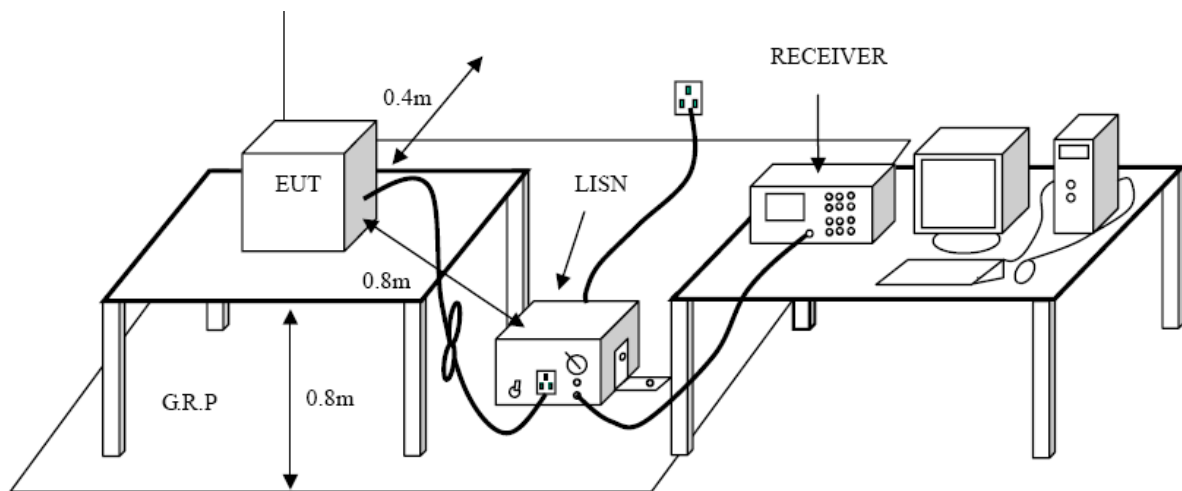 RECEIVER
0.4m
EUT
LISN
0.8m
G.R.P
0.8m